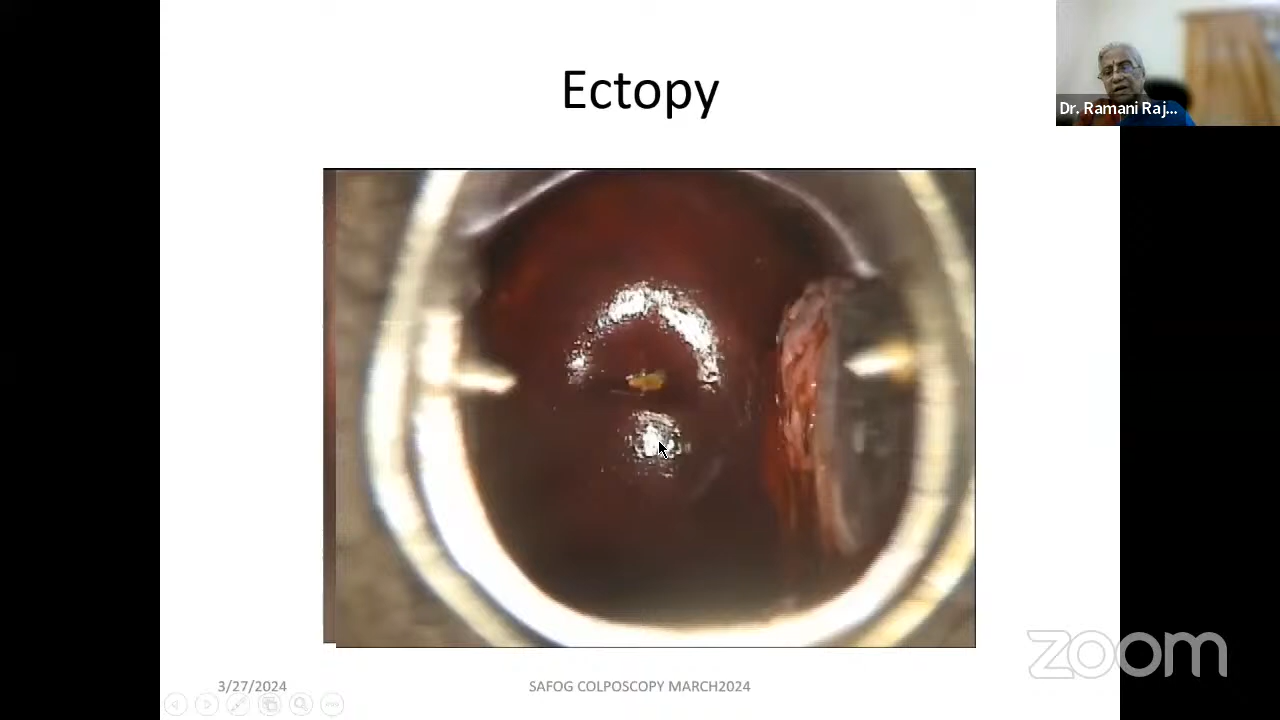 Ectopy
Dr. Ramani Raj...
zoom
3/27/2024
SAFOG COLPOSCOPY MARCH2024